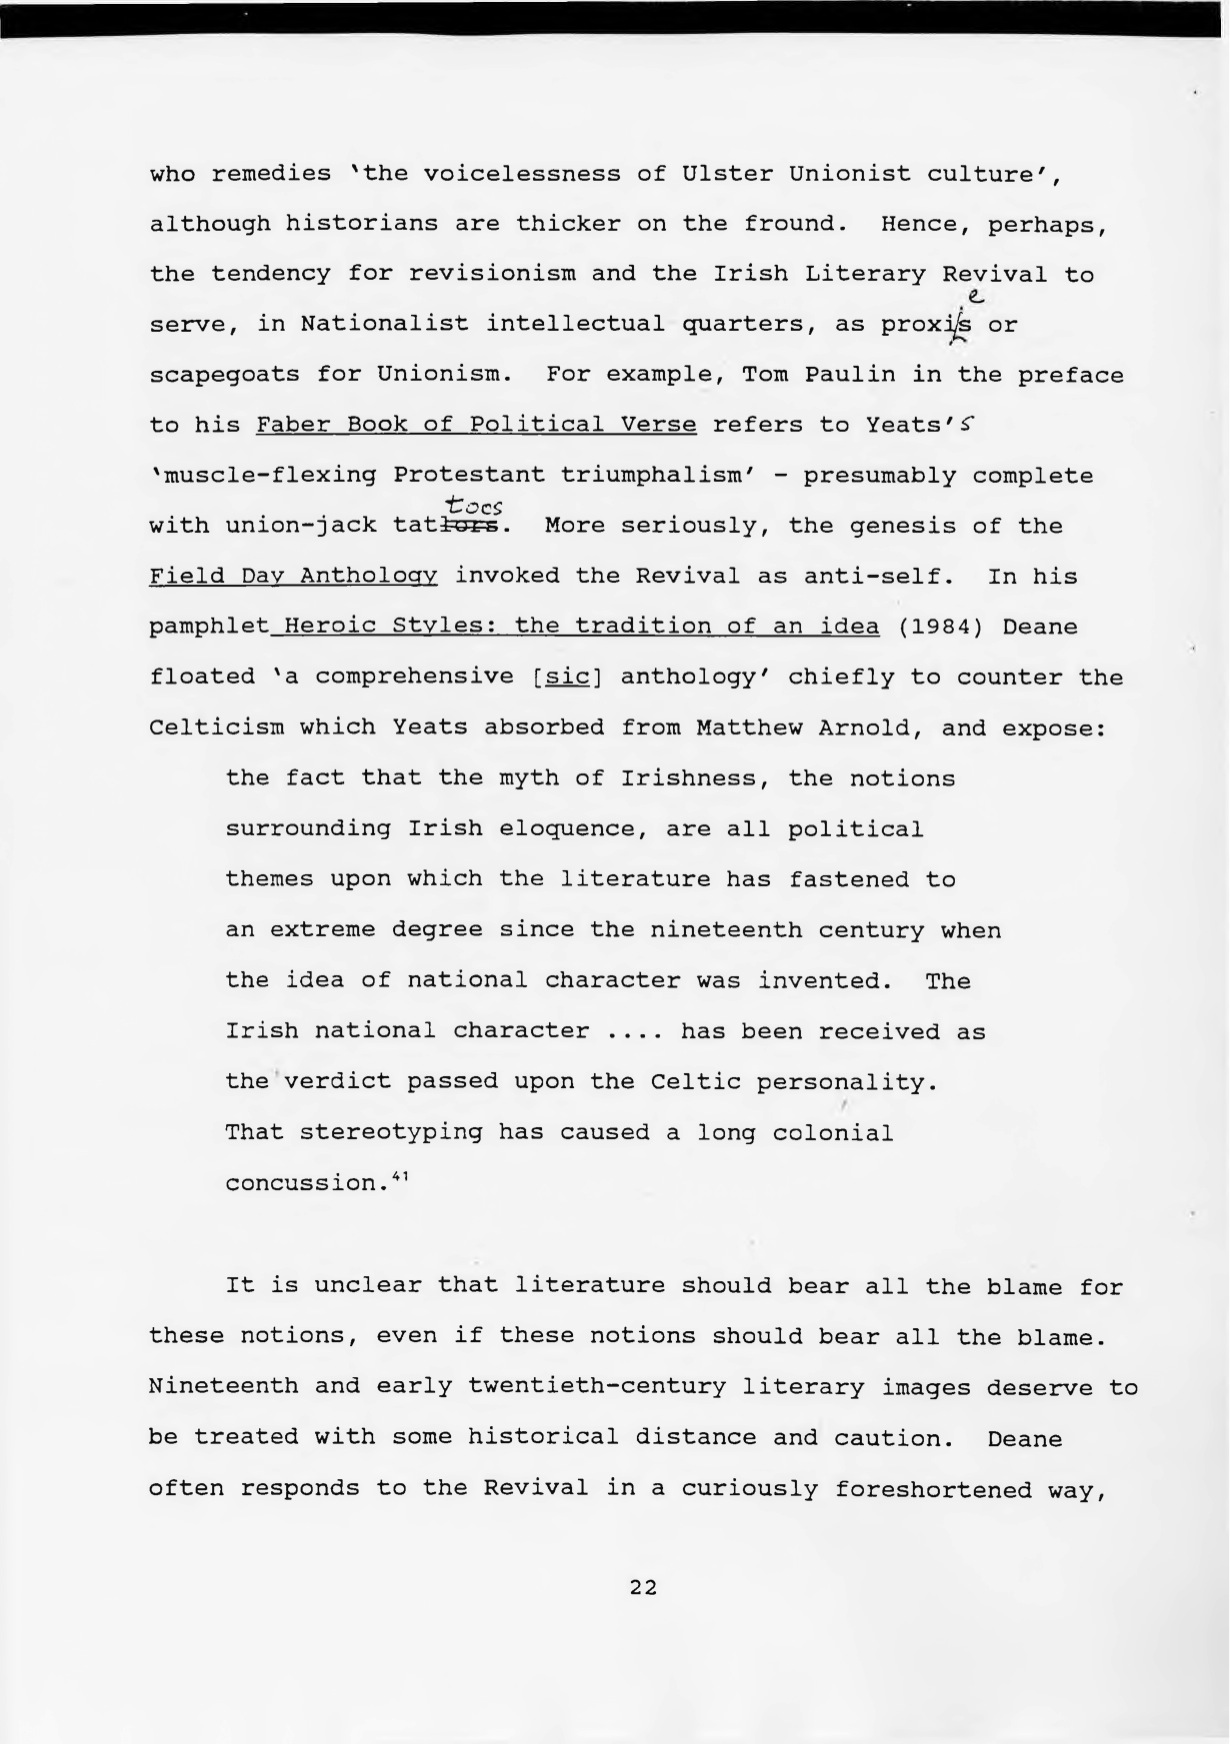 who remedies ‛the voicelessness of Ulster Unionist culture',
although historians are thicker on the fround.  Hence, perhaps,
the tendency for revisionism and the Irish Literary Revival to
e
serve, in Nationalist intellectual quarters, as proxis or
scapegoats for Unionism.  For example, Tom Paulin in the preface
to his Faber Book of Political Verse refers to Yeats's
‛muscle-flexing Protestant triumphalism' - presumably complete
toes
with union-jack tattors.  More seriously, the genesis of the
Field Day Anthology invoked the Revival as anti-self.  In his
pamphlet Heroic Styles: the tradition of an idea (1984) Deane
floated ‛a comprehensive [sic] anthology' chiefly to counter the
Celticism which Yeats absorbed from Matthew Arnold, and expose:
the fact that the myth of Irishness, the notions
surrounding Irish eloquence, are all political
themes upon which the literature has fastened to
an extreme degree since the nineteenth century when
the idea of national character was invented.  The
Irish national character .... has been received as
the verdict passed upon the Celtic personality.
That stereotyping has caused a long colonial
concussion.41
It is unclear that literature should bear all the blame for
these notions, even if these notions should bear all the blame.
Nineteenth and early twentieth-century literary images deserve to
be treated with some historical distance and caution.  Deane
often responds to the Revival in a curiously foreshortened way,
22